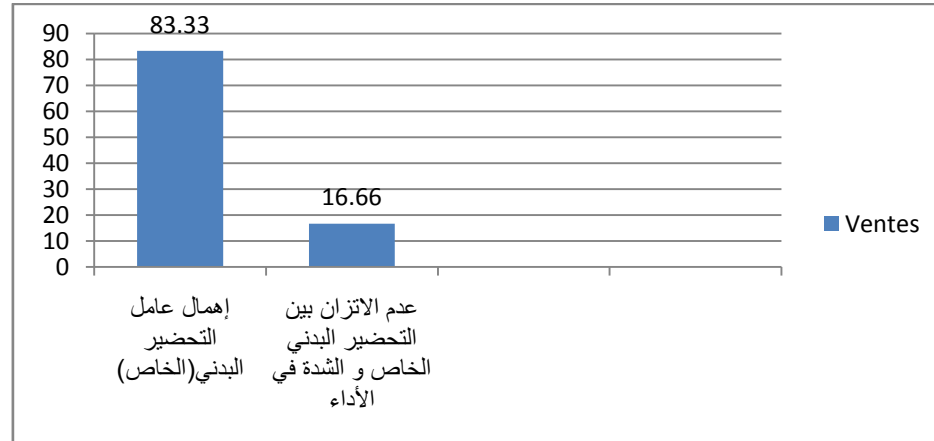 90
80
70
60
50
40
30
20
10
0
83.33
16.66
إهمال عامل
التحضير
البدني(الخاص)
عدم الاتزان بين
التحضير البدني
الخاص و الشدة في
الأداء
Ventes